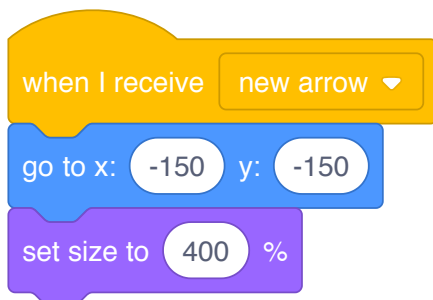 when I receive new arrow
go to x: -150 y: -150
set size to 400 %